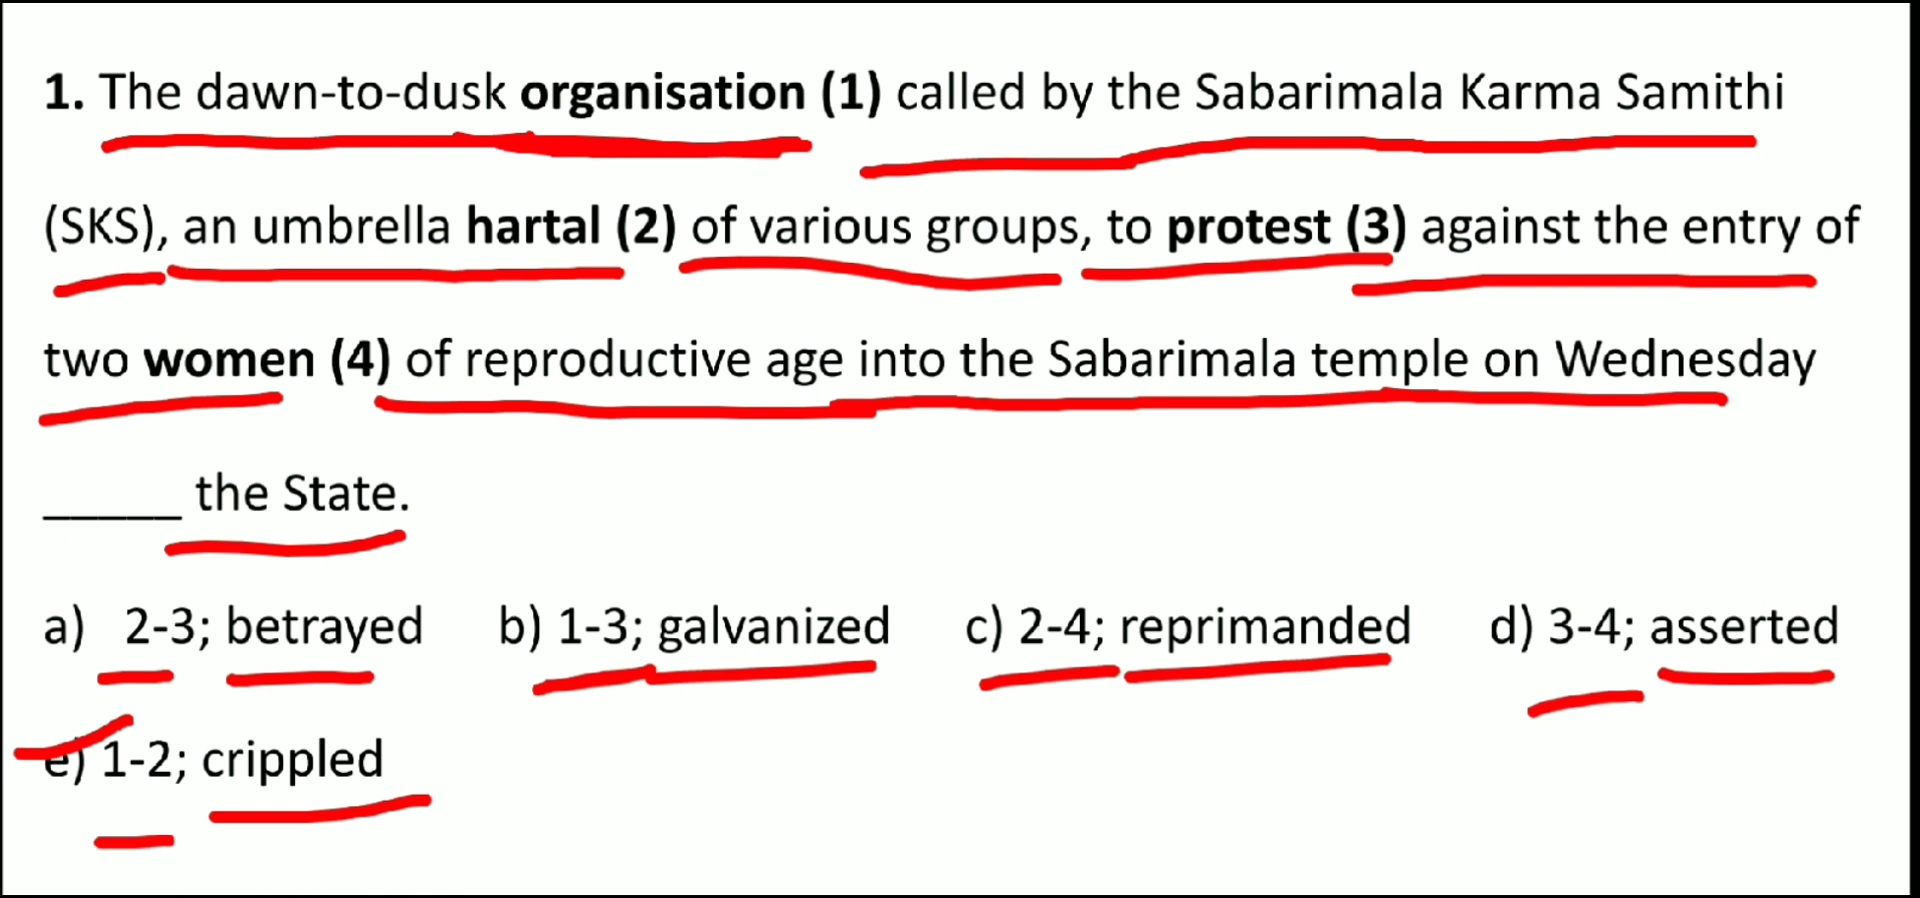 1. The dawn-to-dusk organisation (1) called by the Sabarimala Karma Samithi
(SKS), an umbrella hartal (2) of various groups, to protest (3) against the entry of
two women (4) of reproductive age into the Sabarimala temple on Wednesday
_____ the State.
a) 2-3; betrayed b) 1-3; galvanized c) 2-4; reprimanded d) 3-4; asserted
e) 1-2; crippled